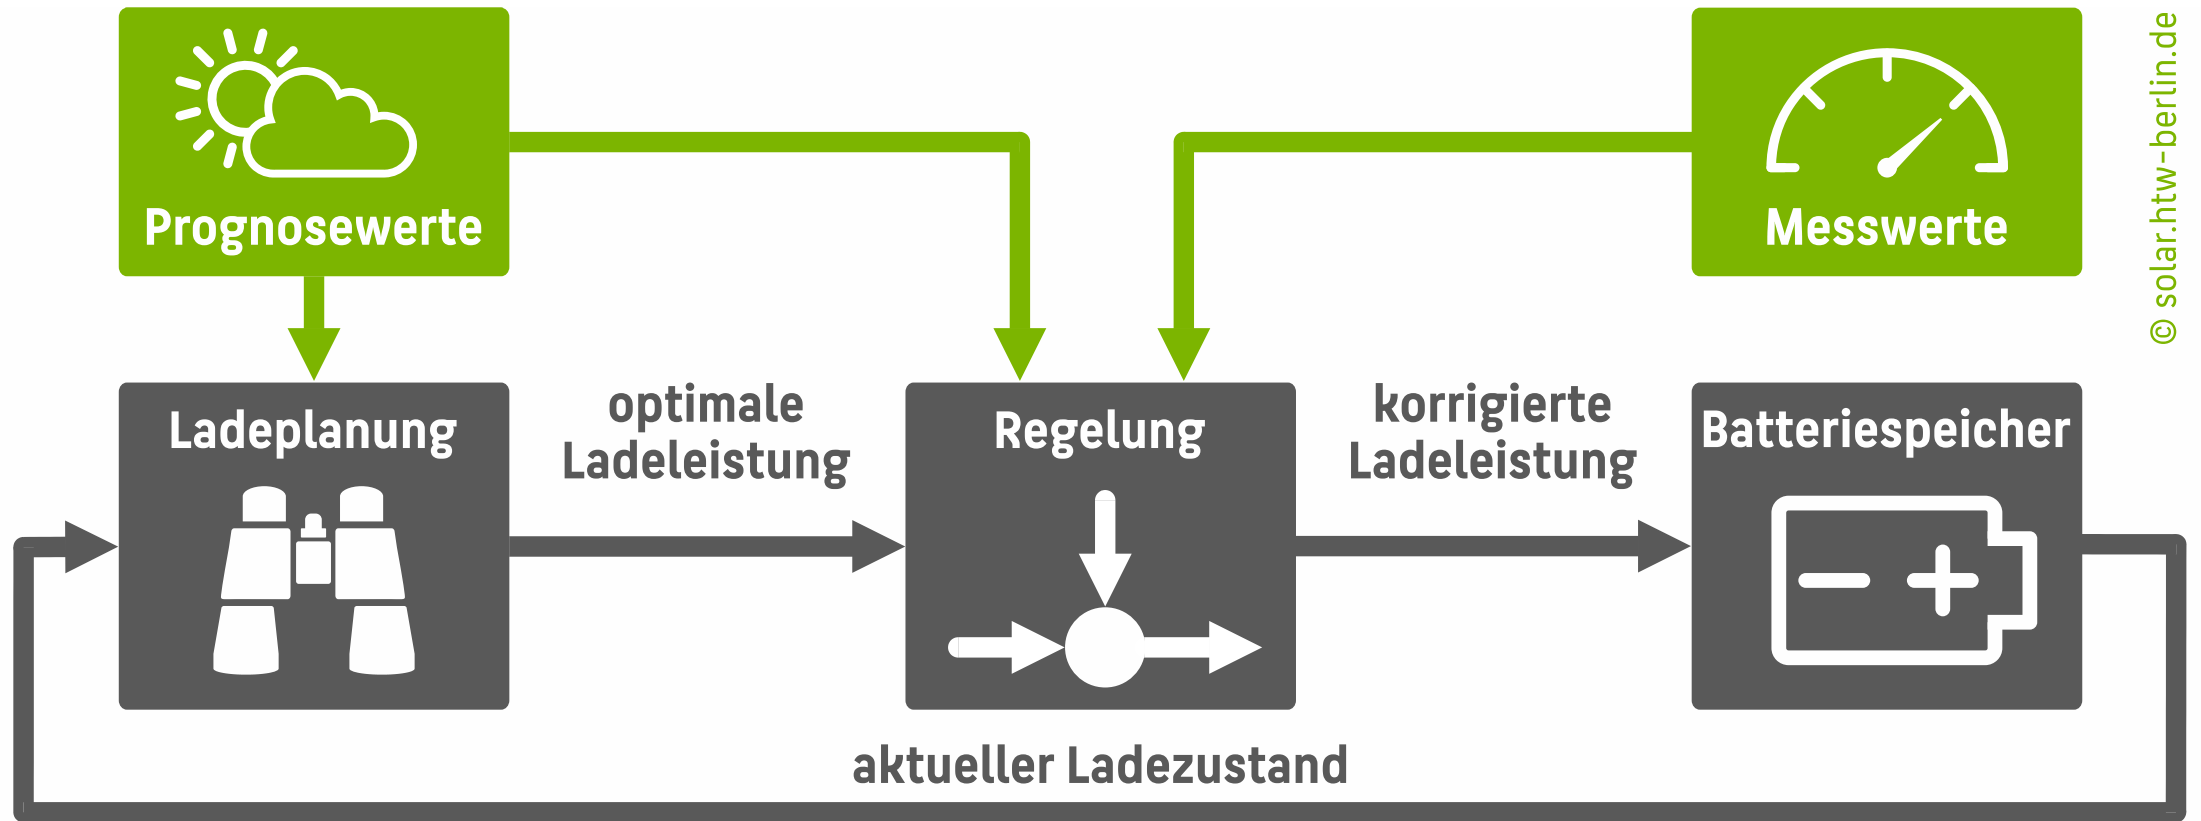 Prognosewerte
Messwerte
© solar.htw-berlin.de
Ladeplanung
optimale
Ladeleistung
Regelung
korrigierte
Ladeleistung
Batteriespeicher
aktueller Ladezustand